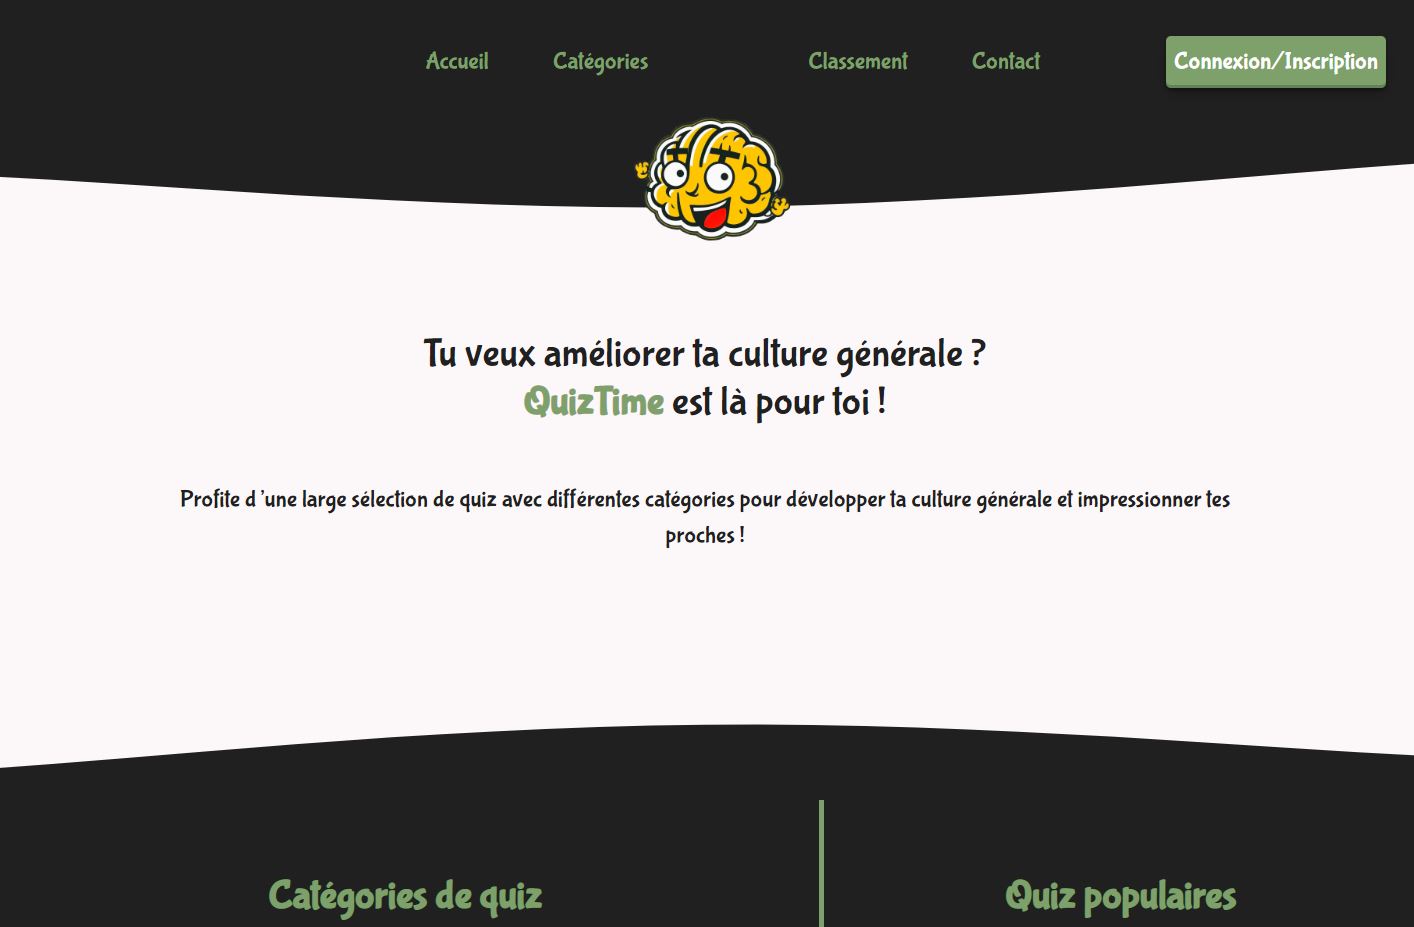 Accueil Catégories Classement Contact Connexion/Inscription
Tu veux améliorer ta culture générale ?
QuizTime est là pour toi !
Profite d ’une large sélection de quiz avec différentes catégories pour développer ta culture générale et impressionner tes
proches !
Catégories de quiz Quiz populaires